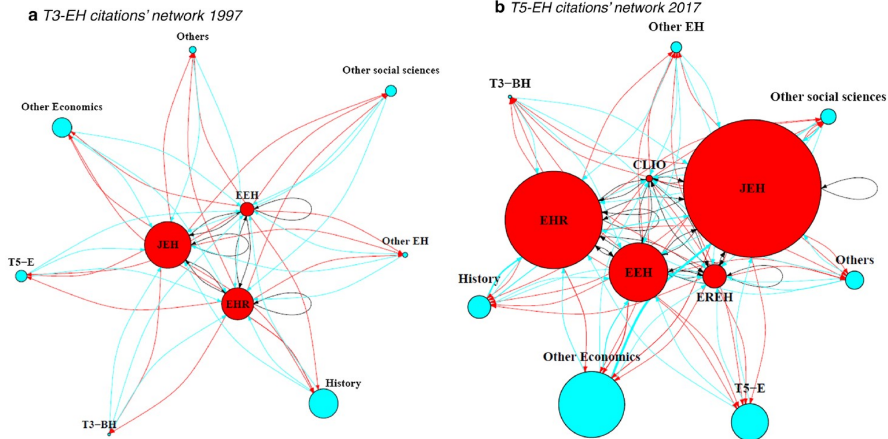 a T3-EH citations' network 1997
Others
Other social sciences
Other Economics
EEH
JEH
Other EH
T5−E
EHR
History
T3−BH
b T5-EH citations' network 2017
Other EH
T3−BH
Other social sciences
CLIO
JEH
EHR
EEH
Others
History
EREH
Other Economics
T5−E